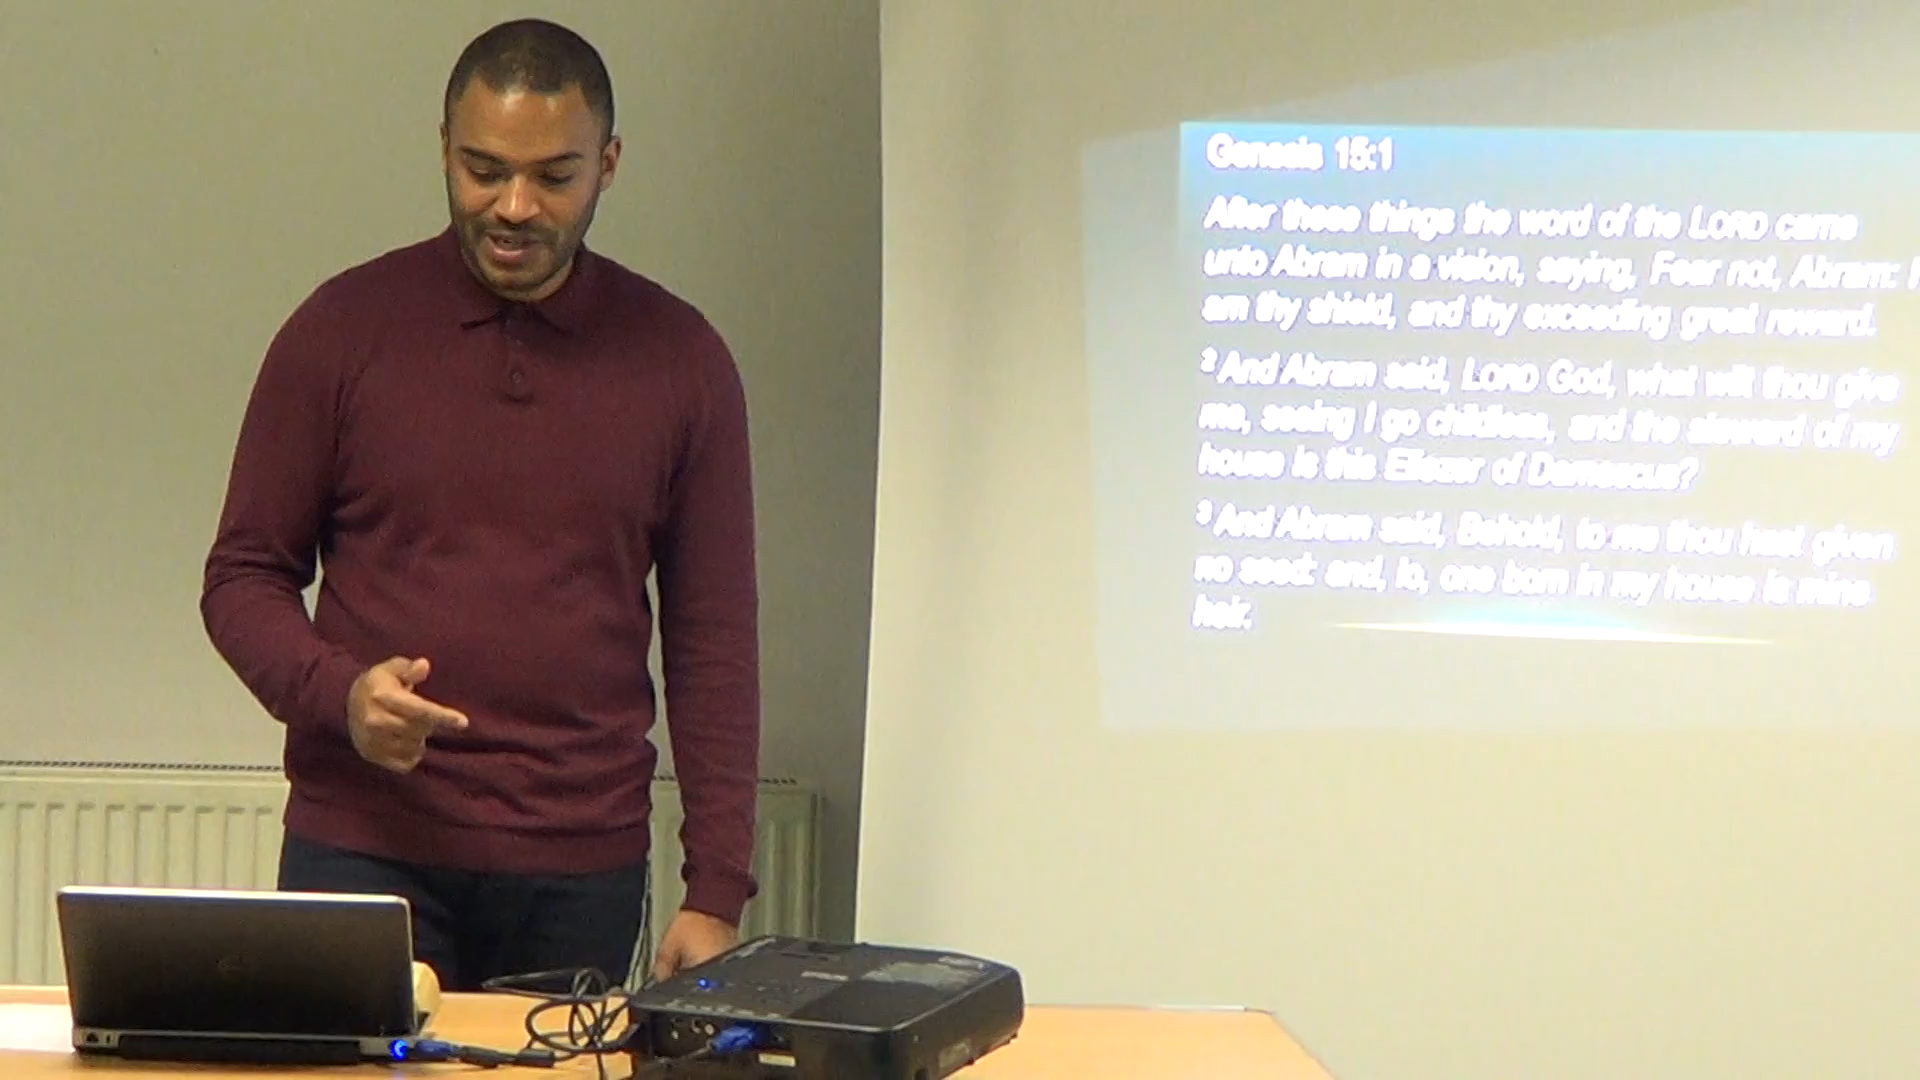 Genesis 15:1
After these things the word of the LORD came
unto Abram in a vision, saying, Fear not, Abram: I
am thy shield, and thy exceeding great reward.
2 And Abram said, LORD God, what wilt thou give
me, seeing I go childless, and the steward of my
house is this Eliezer of Damascus?
3 And Abram said, Behold, to me thou hast given
no seed: and, lo, one born in my house is mine
heir.